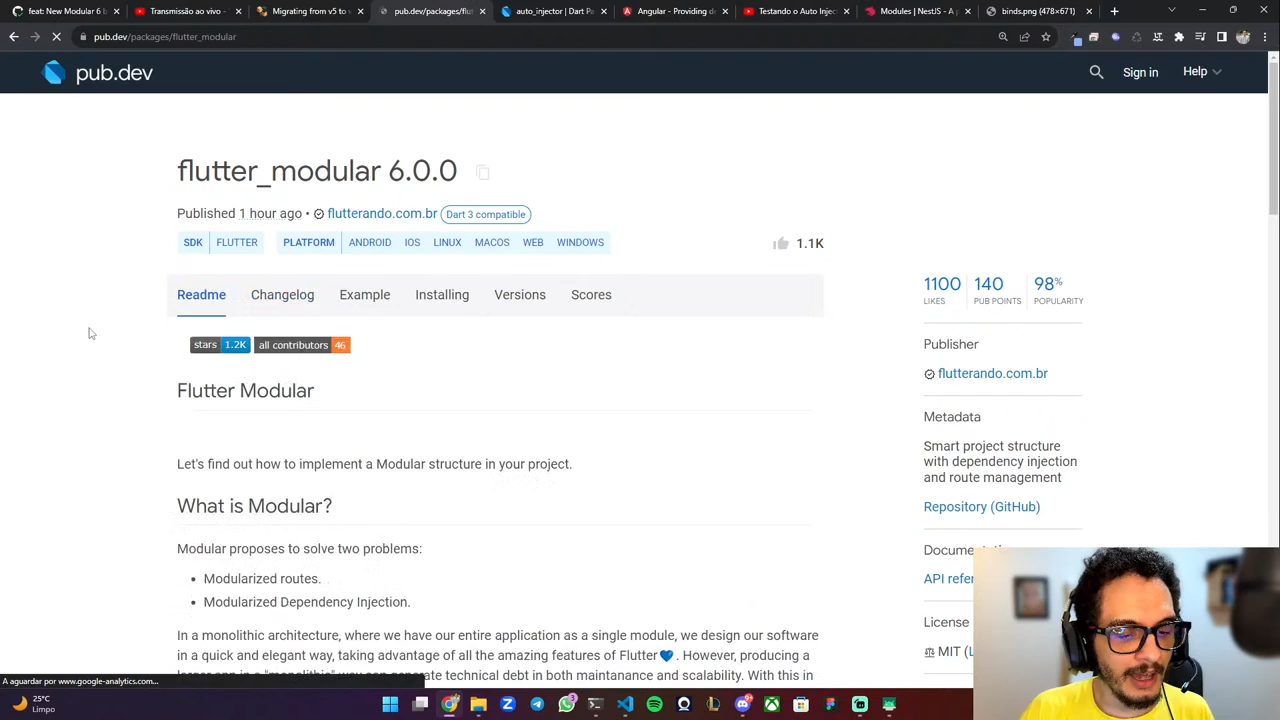 feat: New Modular 6 b
Transmissão ao vivo -
Migrating from v5 to v
pub.dev/packages/flut
auto_injector | Dart Pa
Angular - Providing de
Testando o Auto Injec
Modules | NestJS - A p
binds.png (478×671)
pub.dev/packages/flutter_modular
pub.dev
Sign in
Help
flutter_modular 6.0.0
Published 1 hour ago • flutterando.com.br Dart 3 compatible
SDK FLUTTER PLATFORM ANDROID IOS LINUX MACOS WEB WINDOWS
1.1K
Readme Changelog Example Installing Versions Scores
1100 140 98%
LIKES PUB POINTS POPULARITY
stars 1.2K all contributors 46
Publisher
flutterando.com.br
Flutter Modular
Metadata
Smart project structure
with dependency injection
and route management
Let's find out how to implement a Modular structure in your project.
What is Modular?
Repository (GitHub)
Modular proposes to solve two problems:
• Modularized routes.
• Modularized Dependency Injection.
API refer
License
In a monolithic architecture, where we have our entire application as a single module, we design our software
in a quick and elegant way, taking advantage of all the amazing features of Flutter💙. However, producing a
MIT (L
A aguardar por www.google-analytics.com...
can generate technical debt in both maintanance and scalability. With this in
25°C
Limpo